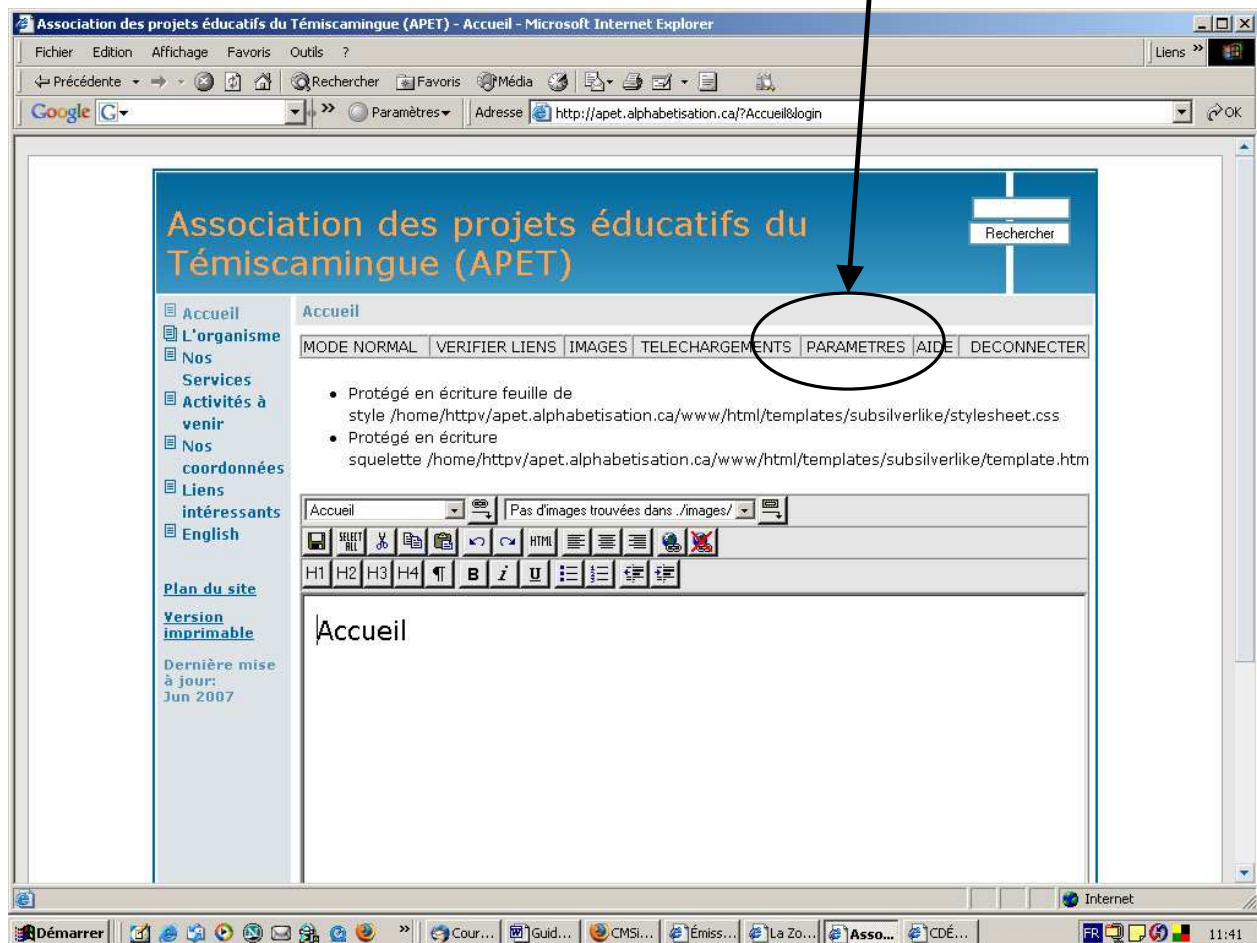 Association des projets éducatifs du Témiscamingue (APET) - Accueil - Microsoft Internet Explorer
Fichier Edition Affichage Favoris Outils ?
Liens »
Précédente
Rechercher Favoris Média
Google G
» Paramètres
Adresse http://apet.alphabetisation.ca/?Accueil&login
OK
Association des projets éducatifs du
Témiscamingue (APET)
Rechercher
Accueil
L'organisme
Nos
Services
Activités à
venir
Nos
coordonnées
Liens
intéressants
English
Plan du site
Version
imprimable
Dernière mise
à jour:
Jun 2007
Accueil
MODE NORMAL VERIFIER LIENS IMAGES TELECHARGEMENTS PARAMETRES AIDE DECONNECTER
• Protégé en écriture feuille de
style /home/httpv/apet.alphabetisation.ca/www/html/templates/subsilverlike/stylesheet.css
• Protégé en écriture
squelette /home/httpv/apet.alphabetisation.ca/www/html/templates/subsilverlike/template.htm
Accueil Pas d'images trouvées dans ./images/
SELECT ALL HTML
H1 H2 H3 H4 ¶ B i U
Accueil
Internet
Démarrer » Cour... Guid... CMSi... Émiss... La Zo... Asso... CDÉ... FR 11:41